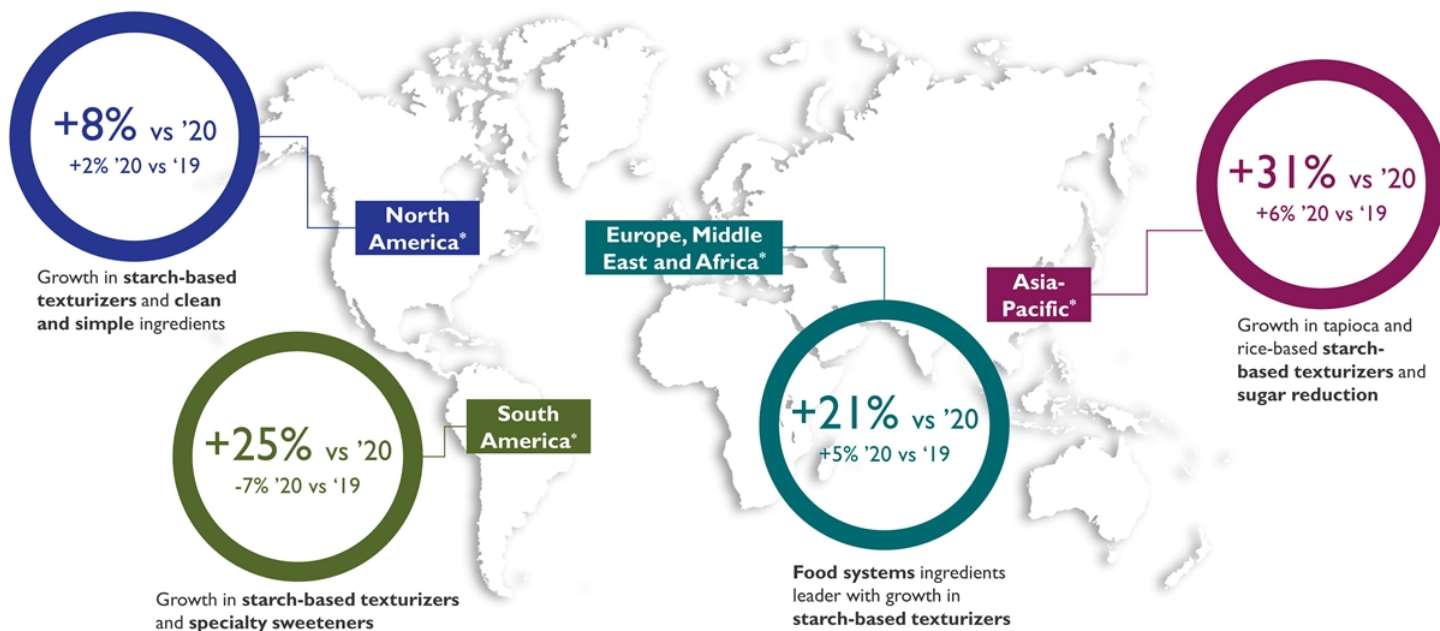 +8% vs ’20
+2% ’20 vs ‘19
North
America*
Growth in starch-based
texturizers and clean
and simple ingredients
+25% vs ’20
-7% ’20 vs ‘19
South
America*
Growth in starch-based texturizers
and specialty sweeteners
Europe, Middle
East and Africa*
+21% vs ’20
+5% ’20 vs ‘19
Food systems ingredients
leader with growth in
starch-based texturizers
+31% vs ’20
+6% ’20 vs ‘19
Asia-
Pacific*
Growth in tapioca and
rice-based starch-
based texturizers and
sugar reduction